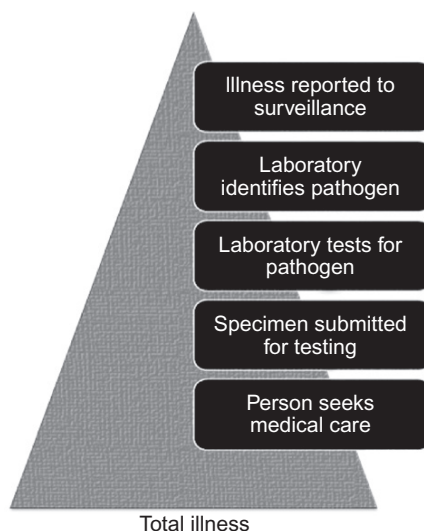 Illness reported to
surveillance
Laboratory
identifies pathogen
Laboratory tests for
pathogen
Specimen submitted
for testing
Person seeks
medical care
Total illness